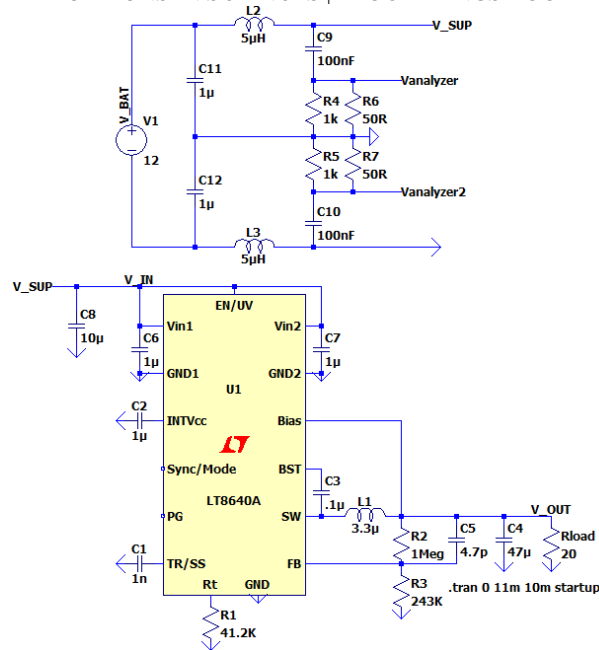 L2
5µH
V_SUP
C9
100nF
C11
1µ
Vanalyzer
V_BAT
V1
12
R4
1k
R6
50R
R5
1k
R7
50R
C12
1µ
Vanalyzer2
C10
100nF
L3
5µH
V_SUP
V_IN
C8
10µ
EN/UV
Vin1
Vin2
C6
1µ
C7
1µ
GND1
GND2
U1
C2
1µ
INTVcc
Bias
Sync/Mode
BST
C3
.1µ
LT8640A
PG
SW
L1
3.3µ
V_OUT
R2
1Meg
C5
4.7p
C4
47µ
Rload
20
C1
1n
TR/SS
FB
Rt
GND
R1
41.2K
R3
243K
.tran 0 11m 10m startup